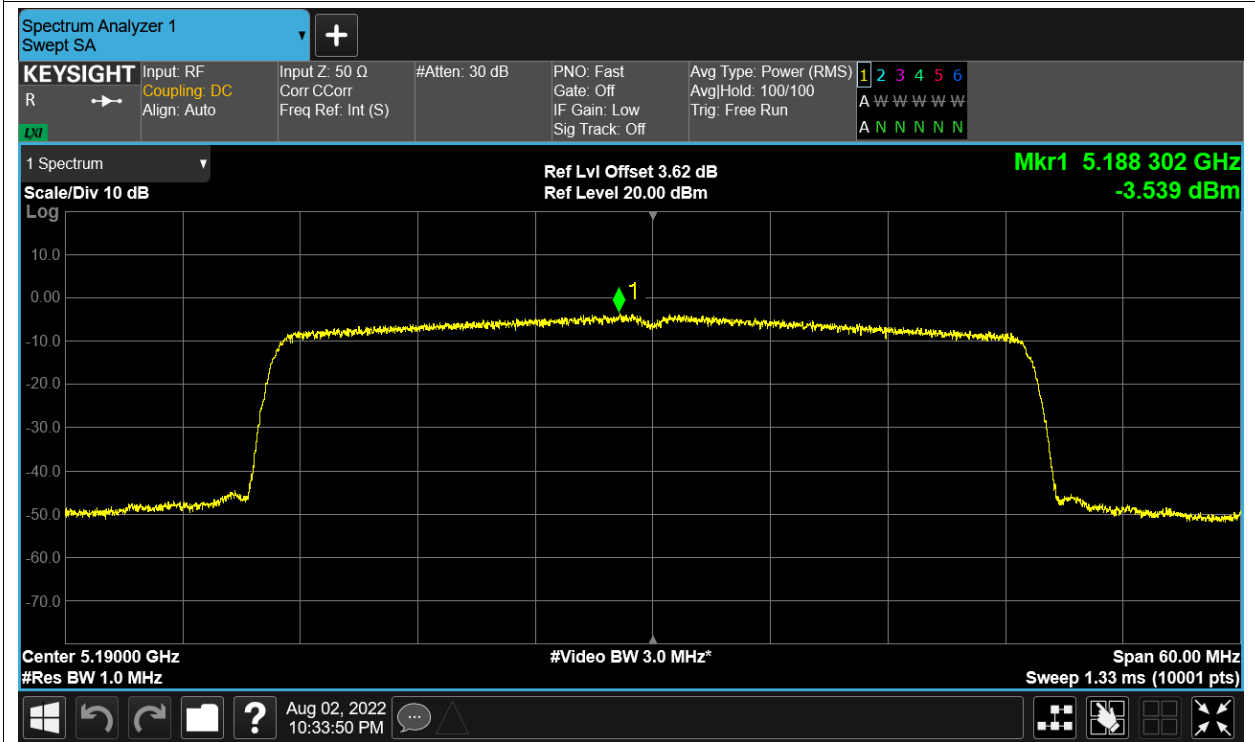 Spectrum Analyzer 1
Swept SA
KEYSIGHT
R
LXI
Input: RF
Coupling: DC
Align: Auto
Input Z: 50 Ω
Corr CCorr
Freq Ref: Int (S)
#Atten: 30 dB
PNO: Fast
Gate: Off
IF Gain: Low
Sig Track: Off
Avg Type: Power (RMS)
Avg|Hold: 100/100
Trig: Free Run
1 2 3 4 5 6
A W W W W W
A N N N N N
1 Spectrum
Scale/Div 10 dB
Log
Ref Lvl Offset 3.62 dB
Ref Level 20.00 dBm
Mkr1 5.188 302 GHz
-3.539 dBm
10.0
0.00
-10.0
-20.0
-30.0
-40.0
-50.0
-60.0
-70.0
1
Center 5.19000 GHz
#Res BW 1.0 MHz
#Video BW 3.0 MHz*
Span 60.00 MHz
Sweep 1.33 ms (10001 pts)
?
Aug 02, 2022
10:33:50 PM